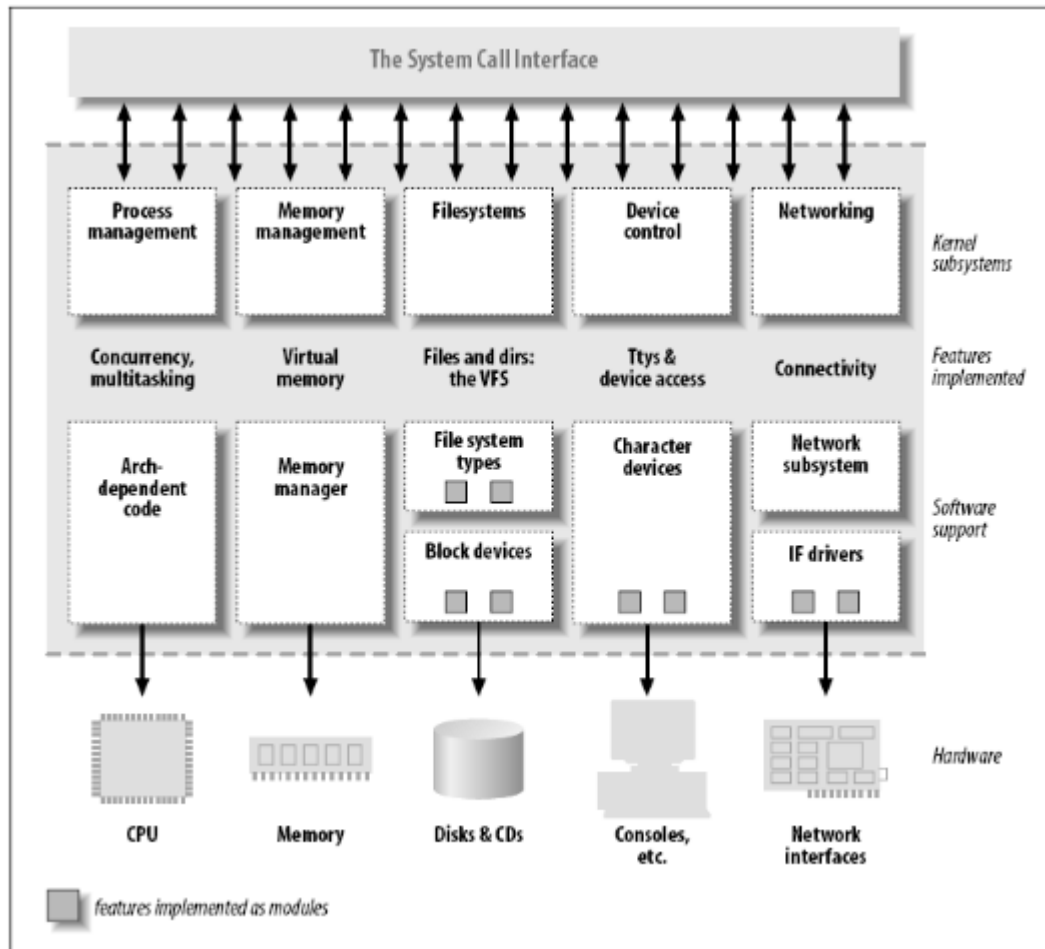 The System Call Interface
Process
management
Memory
management
Filesystems
Device
control
Networking
Kernel
subsystems
Concurrency,
multitasking
Virtual
memory
Files and dirs:
the VFS
Ttys &
device access
Connectivity
Features
implemented
Arch-
dependent
code
Memory
manager
File system
types
Block devices
Character
devices
Network
subsystem
IF drivers
Software
support
Hardware
CPU
Memory
Disks & CDs
Consoles,
etc.
Network
interfaces
features implemented as modules